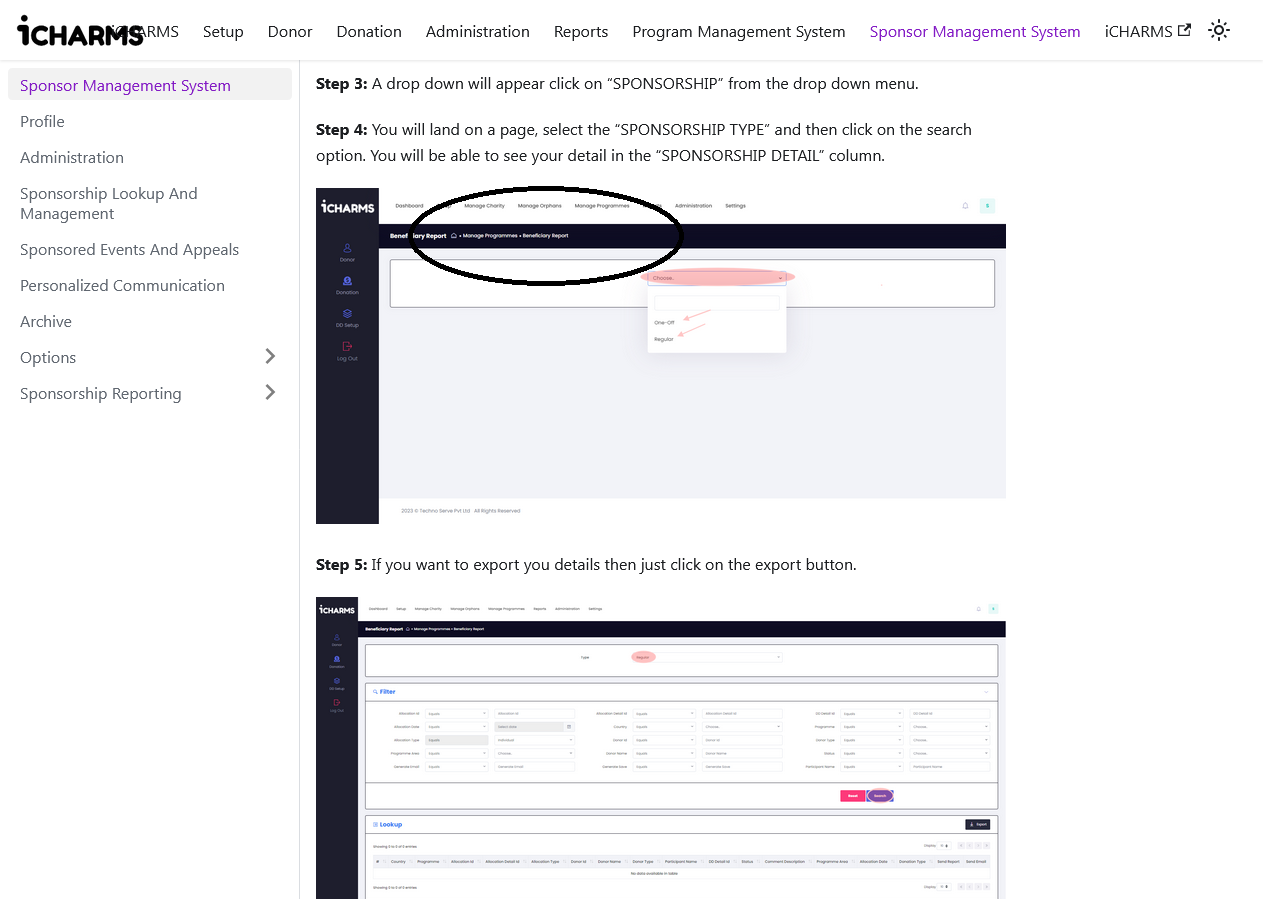 iCHARMS
iCHARMS Setup Donor Donation Administration Reports Program Management System Sponsor Management System iCHARMS
Sponsor Management System
Profile
Administration
Sponsorship Lookup And
Management
Sponsored Events And Appeals
Personalized Communication
Archive
Options
Sponsorship Reporting
Step 3: A drop down will appear click on “SPONSORSHIP” from the drop down menu.
Step 4: You will land on a page, select the “SPONSORSHIP TYPE” and then click on the search
option. You will be able to see your detail in the “SPONSORSHIP DETAIL” column.
iCHARMS
Dashboard Manage Charity Manage Orphans Manage Programmes Administration Settings
Beneficiary Report • Manage Programmes • Beneficiary Report
Donor
Donation
DD Setup
Log Out
Choose..
One-Off
Regular
2023 © Techno Serve Pvt Ltd All Rights Reserved
Step 5: If you want to export you details then just click on the export button.
iCHARMS
Dashboard Setup Manage Charity Manage Orphans Manage Programmes Reports Administration Settings
Beneficiary Report • Manage Programmes • Beneficiary Report
Donor
Donation
DD Setup
Log Out
Type Regular
Filter
Allocation Id Equals Allocation Id Allocation Detail Id Equals Allocation Detail Id DD Detail Id Equals DD Detail Id
Allocation Date Equals Select date Country Equals Choose.. Programme Equals Choose..
Allocation Type Equals Individual Donor Id Equals Donor Id Donor Type Equals Choose..
Programme Area Equals Choose.. Donor Name Equals Donor Name Status Equals Choose..
Generate Email Equals Generate Email Generate Save Equals Generate Save Participant Name Equals Participant Name
Reset Search
Lookup Export
Showing 0 to 0 of 0 entries Display 10
# Country Programme Allocation Id Allocation Detail Id Allocation Type Donor Id Donor Name Donor Type Participant Name DD Detail Id Status Comment Description Programme Area Allocation Date Donation Type Send Report Send Email
No data available in table
Showing 0 to 0 of 0 entries Display 10